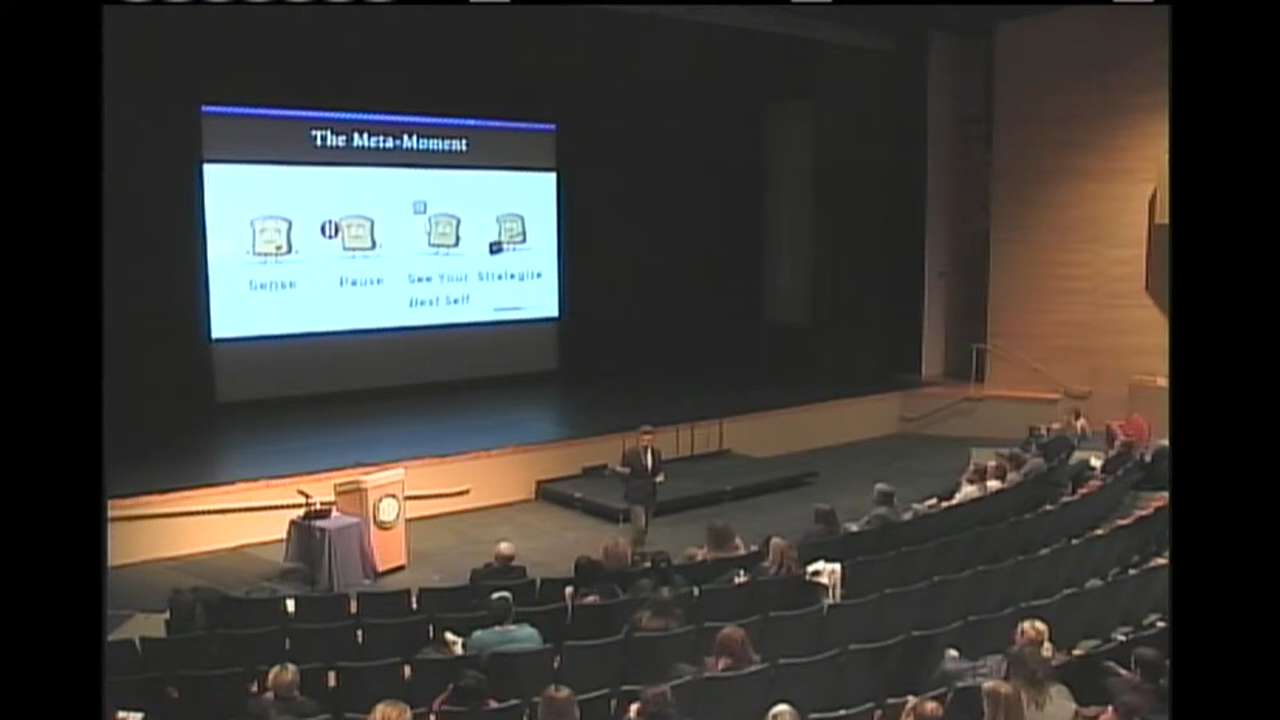 The Meta-Moment
Sense
Pause
See Your
Best Self
Strategize